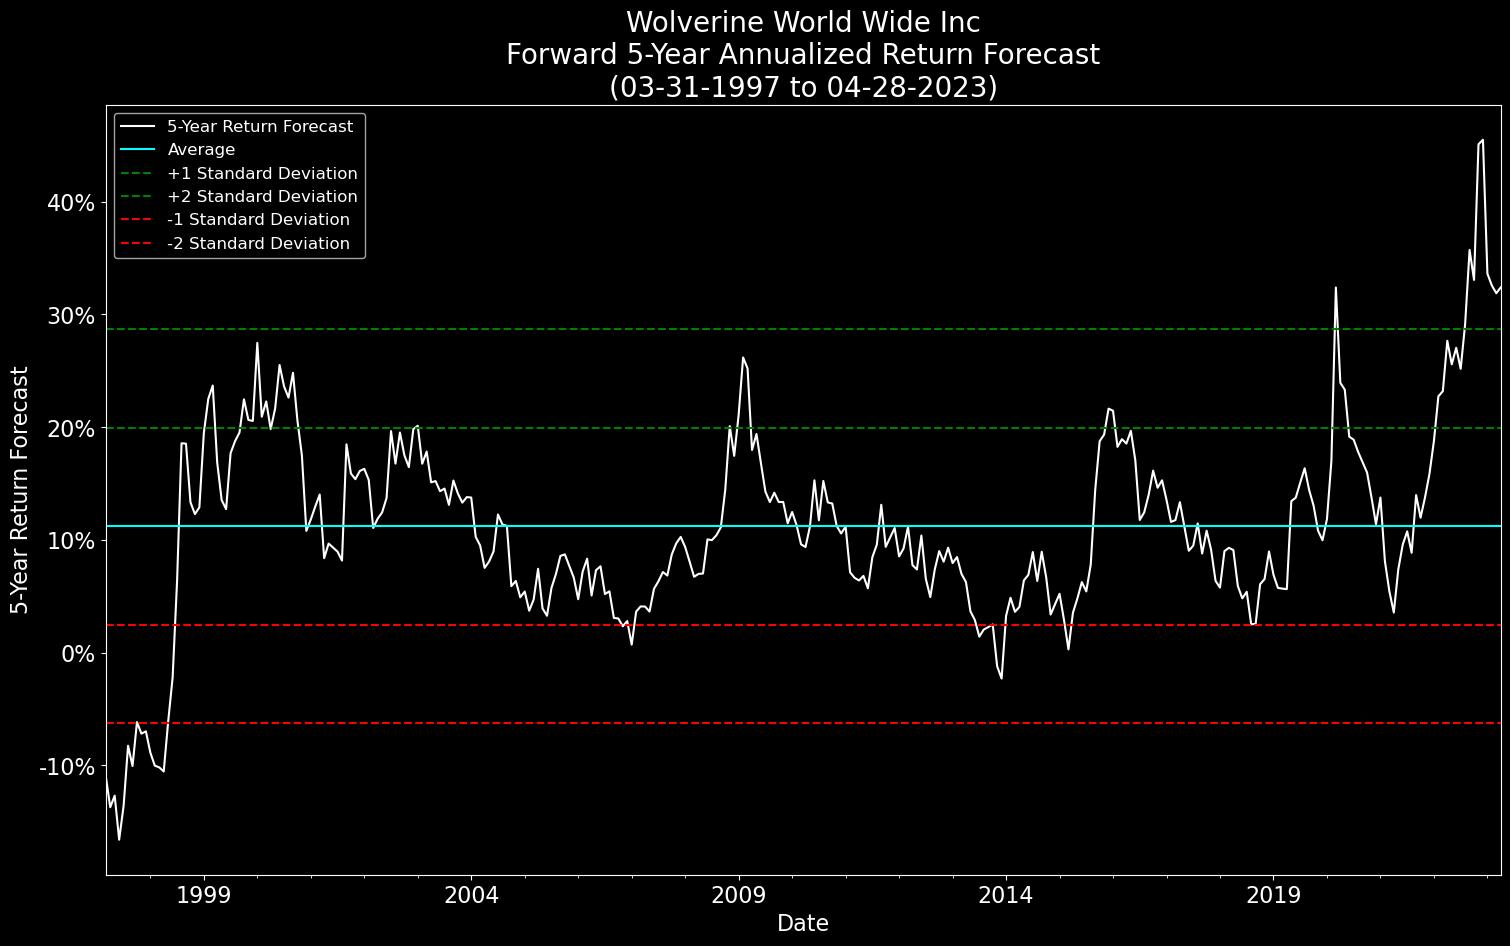 Wolverine World Wide Inc
Forward 5-Year Annualized Return Forecast
(03-31-1997 to 04-28-2023)
5-Year Return Forecast
Average
+1 Standard Deviation
+2 Standard Deviation
-1 Standard Deviation
-2 Standard Deviation
40%
30%
20%
10%
0%
-10%
5-Year Return Forecast
1999
2004
2009
2014
2019
Date